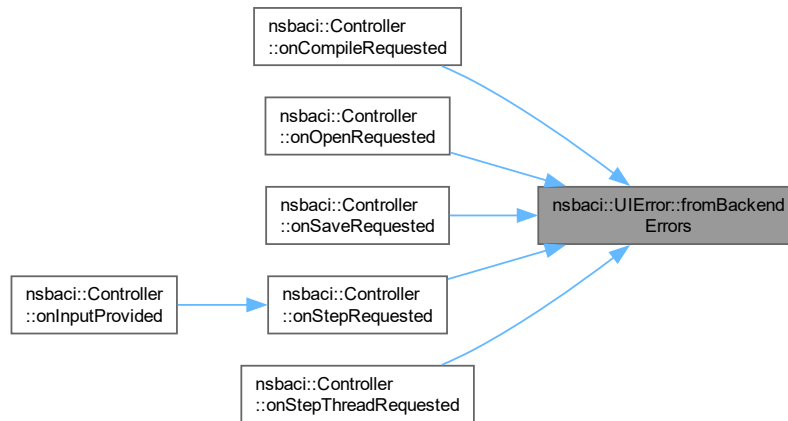 nsbaci::Controller
::onCompileRequested
nsbaci::Controller
::onOpenRequested
nsbaci::Controller
::onSaveRequested
nsbaci::UIError::fromBackend
Errors
nsbaci::Controller
::onInputProvided
nsbaci::Controller
::onStepRequested
nsbaci::Controller
::onStepThreadRequested